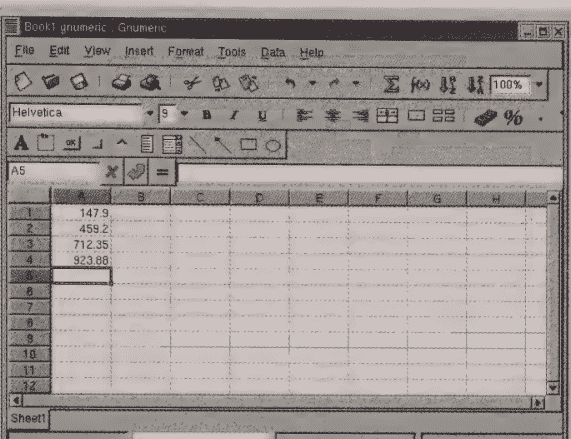 Book1.gnumeric : Gnumeric
File Edit View Insert Format Tools Data Help
100%
Helvetica 9 B I U %
A OK
A5 =
A B C D E F G H
1 147.9
2 459.2
3 712.35
4 923.88
5
6
7
8
9
10
11
12
Sheet1